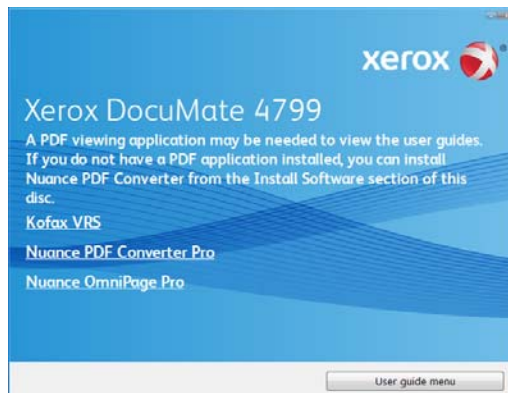 xerox
Xerox DocuMate 4799
A PDF viewing application may be needed to view the user guides.
If you do not have a PDF application installed, you can install
Nuance PDF Converter from the Install Software section of this
disc.
Kofax VRS
Nuance PDF Converter Pro
Nuance OmniPage Pro
User guide menu